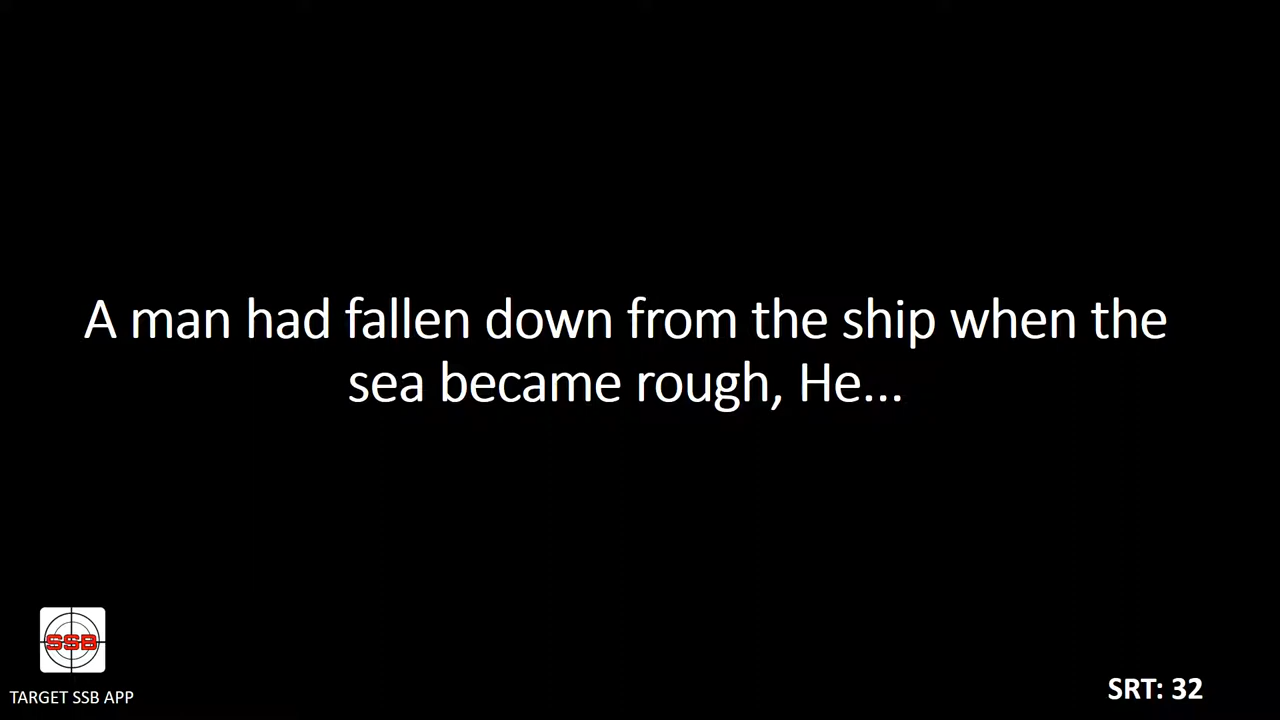 A man had fallen down from the ship when the
sea became rough, He...
SSB
TARGET SSB APP
SRT: 32